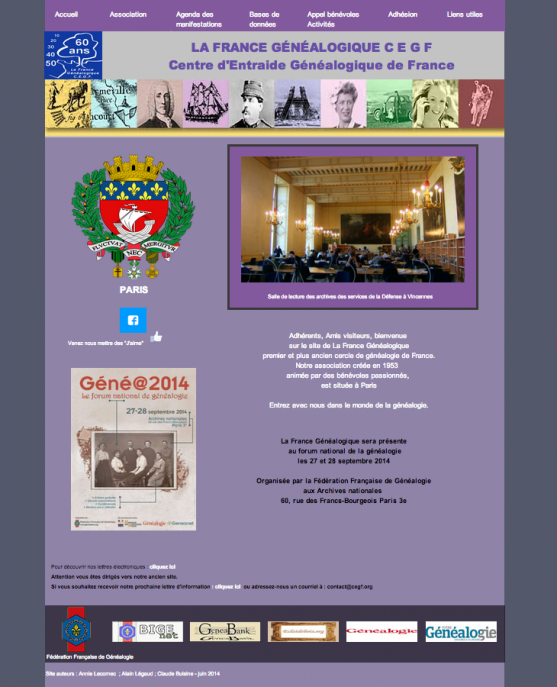 Accueil
Association
Agenda des
manifestations
Bases de
données
Appel bénévoles
Activités
Adhésion
Liens utiles
10
20
30
40
50
60
ans
La France
Généalogique
C.E.G.F.
LA FRANCE GÉNÉALOGIQUE C E G F
Centre d'Entraide Généalogique de France
FLUCTVAT NEC MERGITVR
PARIS
Salle de lecture des archives des services de la Défense à Vincennes
Venez nous mettre des "J'aime"
Adhérents, Amis visiteurs, bienvenue
sur le site de La France Généalogique
premier et plus ancien cercle de généalogie de France.
Notre association créée en 1953
animée par des bénévoles passionnés,
est située à Paris
Entrez avec nous dans le monde de la généalogie.
Géné@2014
Le forum national de généalogie
27-28 septembre 2014
Archives nationales
La France Généalogique sera présente
au forum national de la généalogie
les 27 et 28 septembre 2014
Organisée par la Fédération Française de Généalogie
aux Archives nationales
60, rue des Francs-Bourgeois Paris 3e
Pour découvrir nos lettres électroniques : cliquez ici
Attention vous êtes dirigés vers notre ancien site.
Si vous souhaitez recevoir notre prochaine lettre d'information : cliquez ici ou adressez-nous un courriel à : contact@cegf.org
BIGE
net
GeneaBank
Genealogie
Généalogie
Fédération Française de Généalogie
Site auteurs : Annie Lecomec ; Alain Légaud ; Claude Buisine - juin 2014